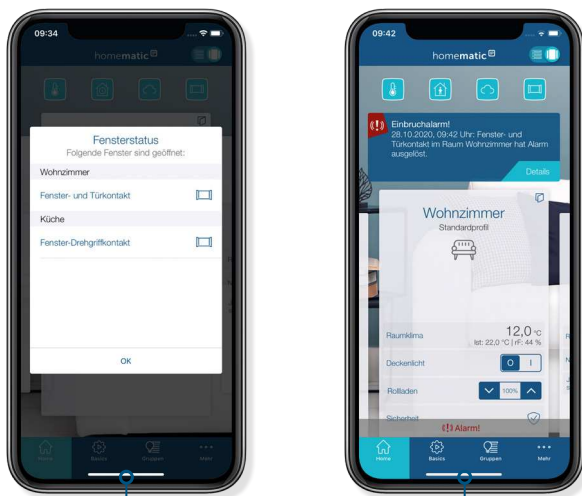 09:34
homematic IP
Fensterstatus
Folgende Fenster sind geöffnet:
Wohnzimmer
Fenster- und Türkontakt
Küche
Fenster-Drehgriffkontakt
OK
Home
Basics
Gruppen
Mehr
09:42
homematic IP
Einbruchalarm!
28.10.2020, 09:42 Uhr: Fenster- und
Türkontakt im Raum Wohnzimmer hat Alarm
ausgelöst.
Details
Wohnzimmer
Standardprofil
Raumklima 12,0 °C
Ist: 22,0 °C | rF: 44 %
Deckenlicht O I
Rollladen 100%
Sicherheit
Alarm!
Home
Basics
Gruppen
Mehr